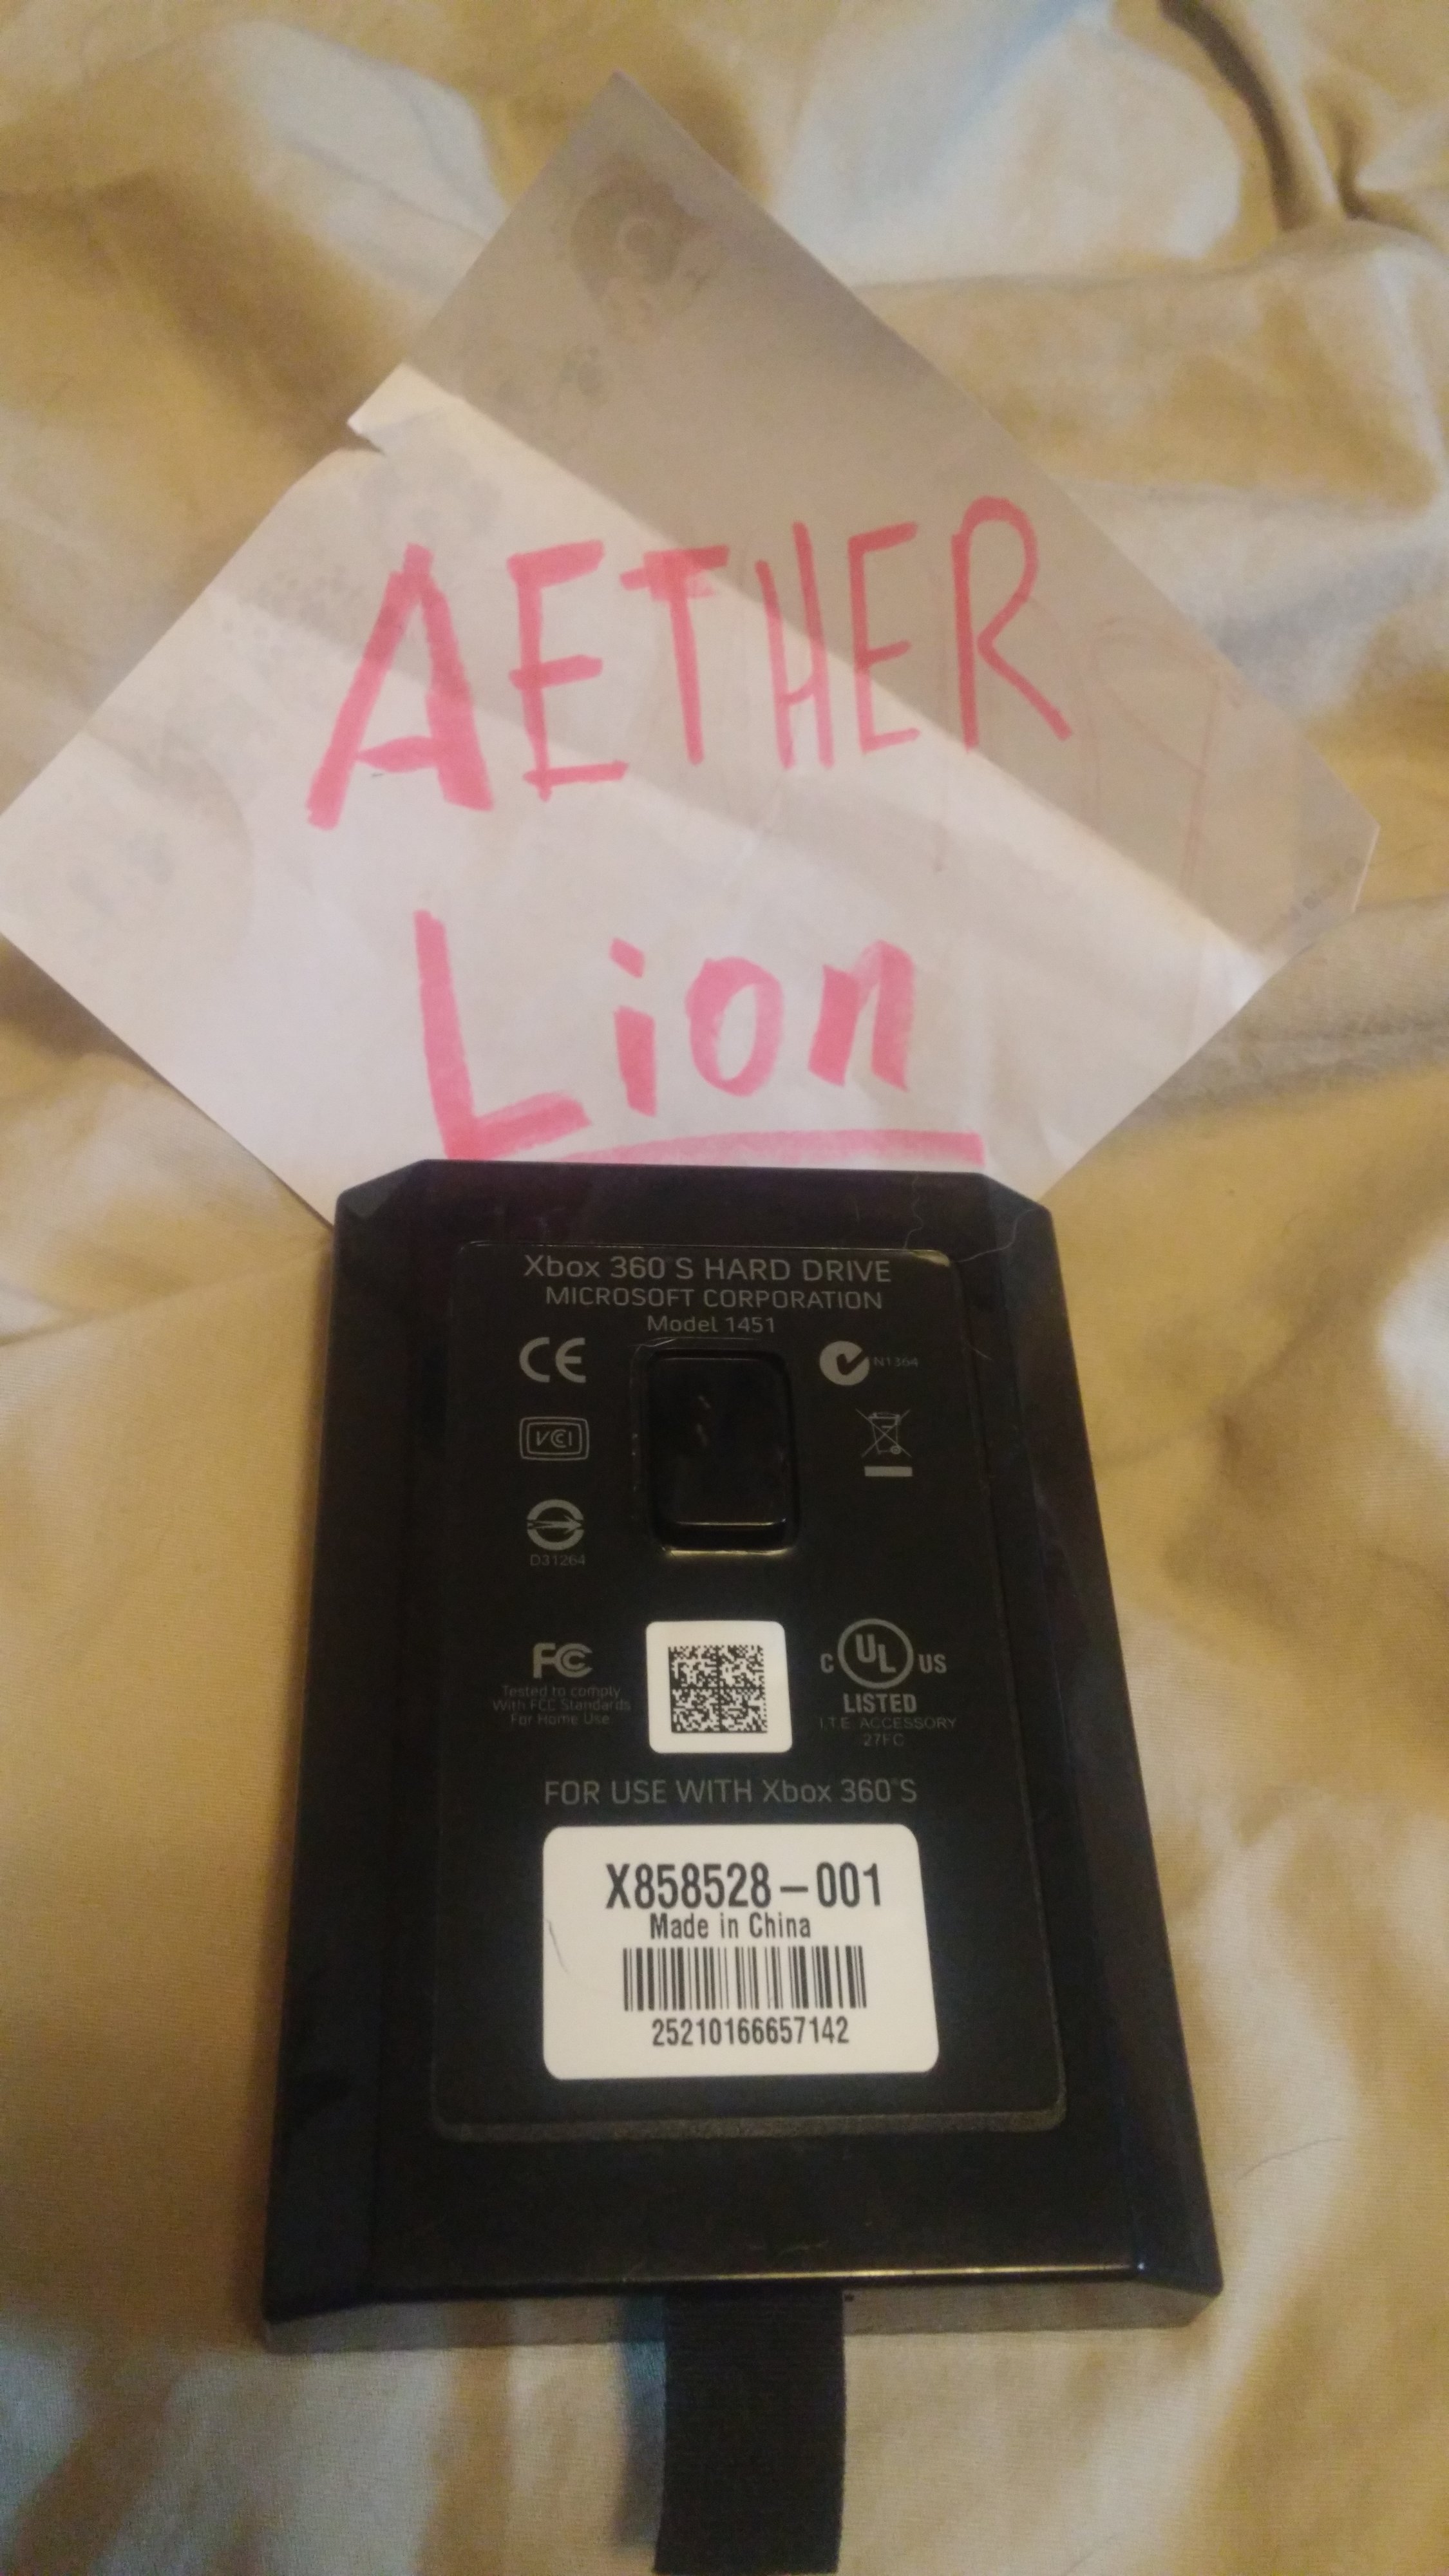 AETHER
Lion
Xbox 360 S HARD DRIVE
MICROSOFT CORPORATION
Model 1451
CE
N1364
VCI
D31264
FC
Tested to comply
With FCC Standards
For Home Use
C UL US
LISTED
I.T.E. ACCESSORY
27FC
FOR USE WITH Xbox 360 S
X858528-001
Made in China
25210166657142